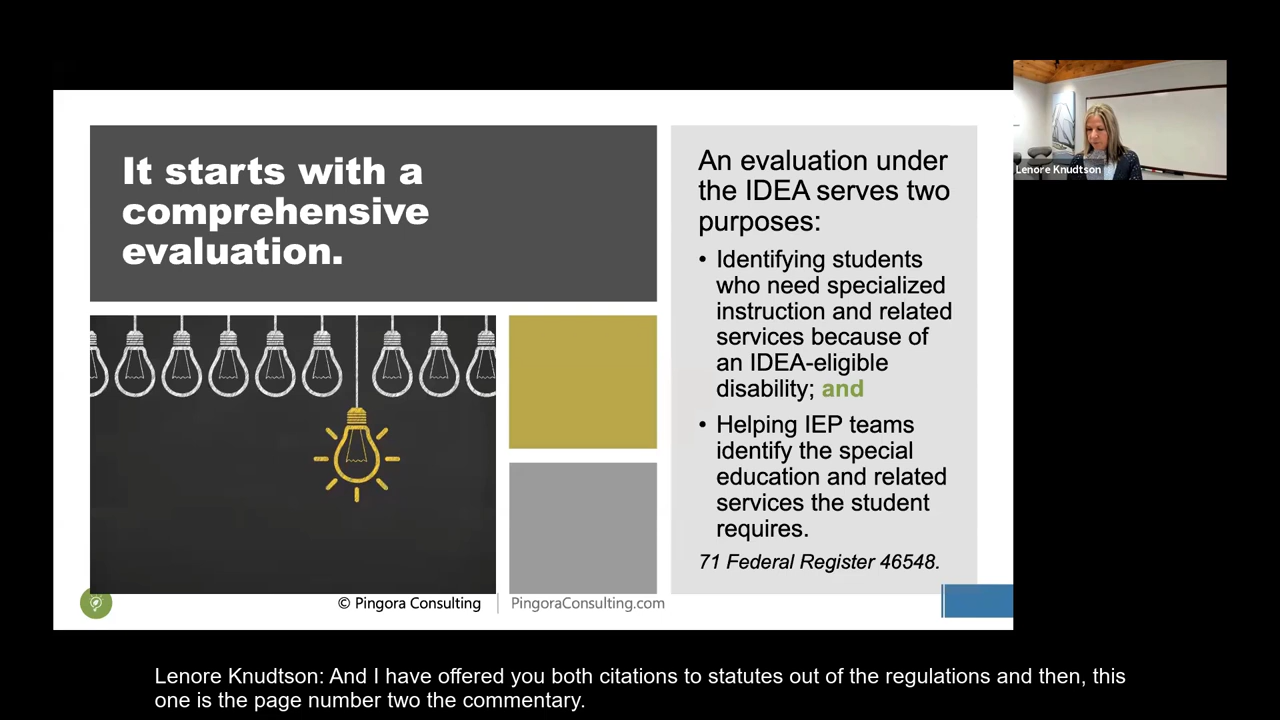 It starts with a
comprehensive
evaluation.
An evaluation under
the IDEA serves two
purposes:
• Identifying students
who need specialized
instruction and related
services because of
an IDEA-eligible
disability; and
• Helping IEP teams
identify the special
education and related
services the student
requires.
71 Federal Register 46548.
© Pingora Consulting
PingoraConsulting.com
Lenore Knudtson
Lenore Knudtson: And I have offered you both citations to statutes out of the regulations and then, this
one is the page number two the commentary.